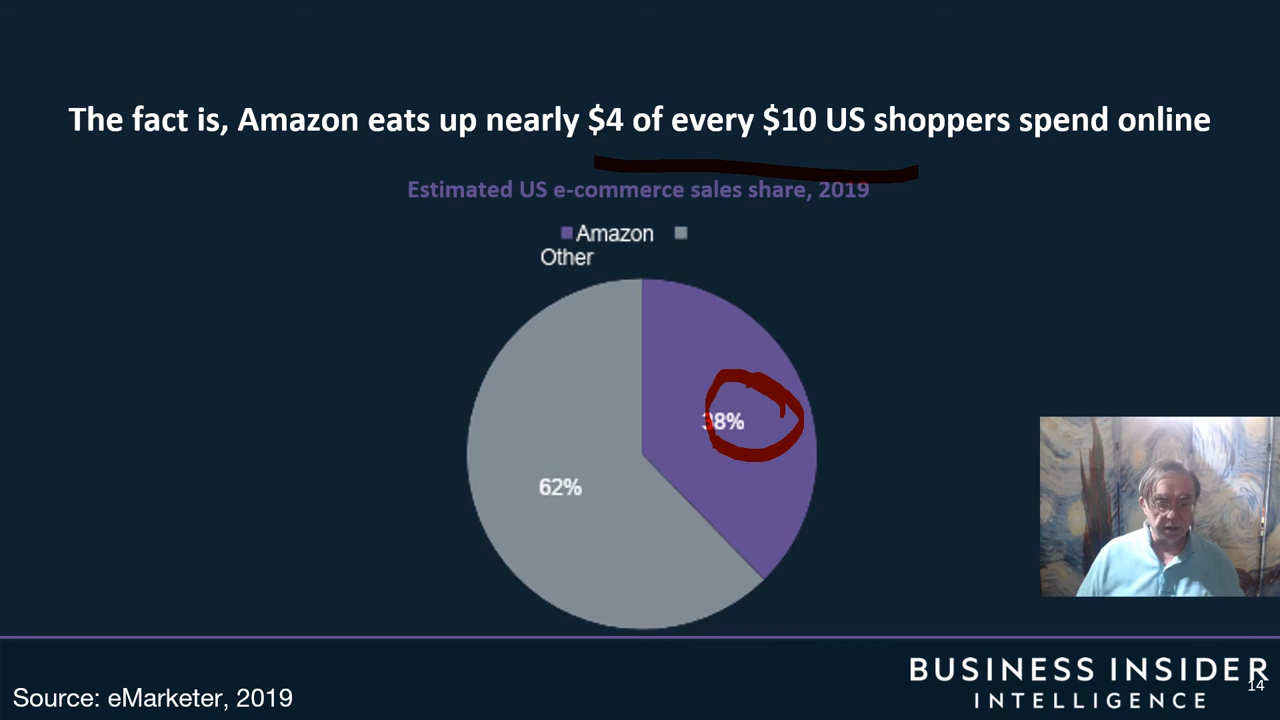 The fact is, Amazon eats up nearly $4 of every $10 US shoppers spend online
Estimated US e-commerce sales share, 2019
Amazon
Other
38%
62%
BUSINESS INSIDER
INTELLIGENCE
14
Source: eMarketer, 2019